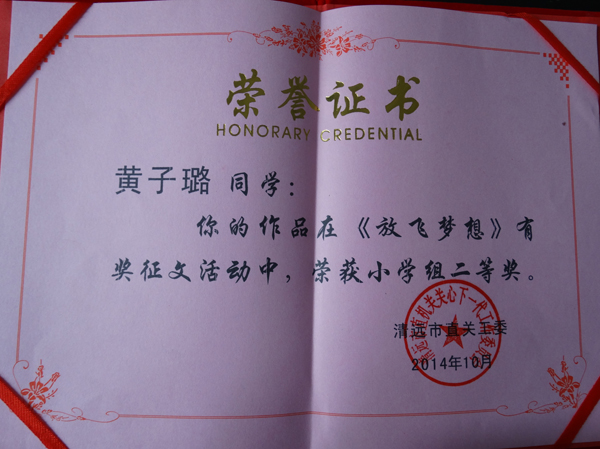 荣誉证书
HONORARY CREDENTIAL
黄子璐同学：
你的作品在《放飞梦想》有
奖征文活动中，荣获小学组二等奖。
清远市直关工委
2014年10月